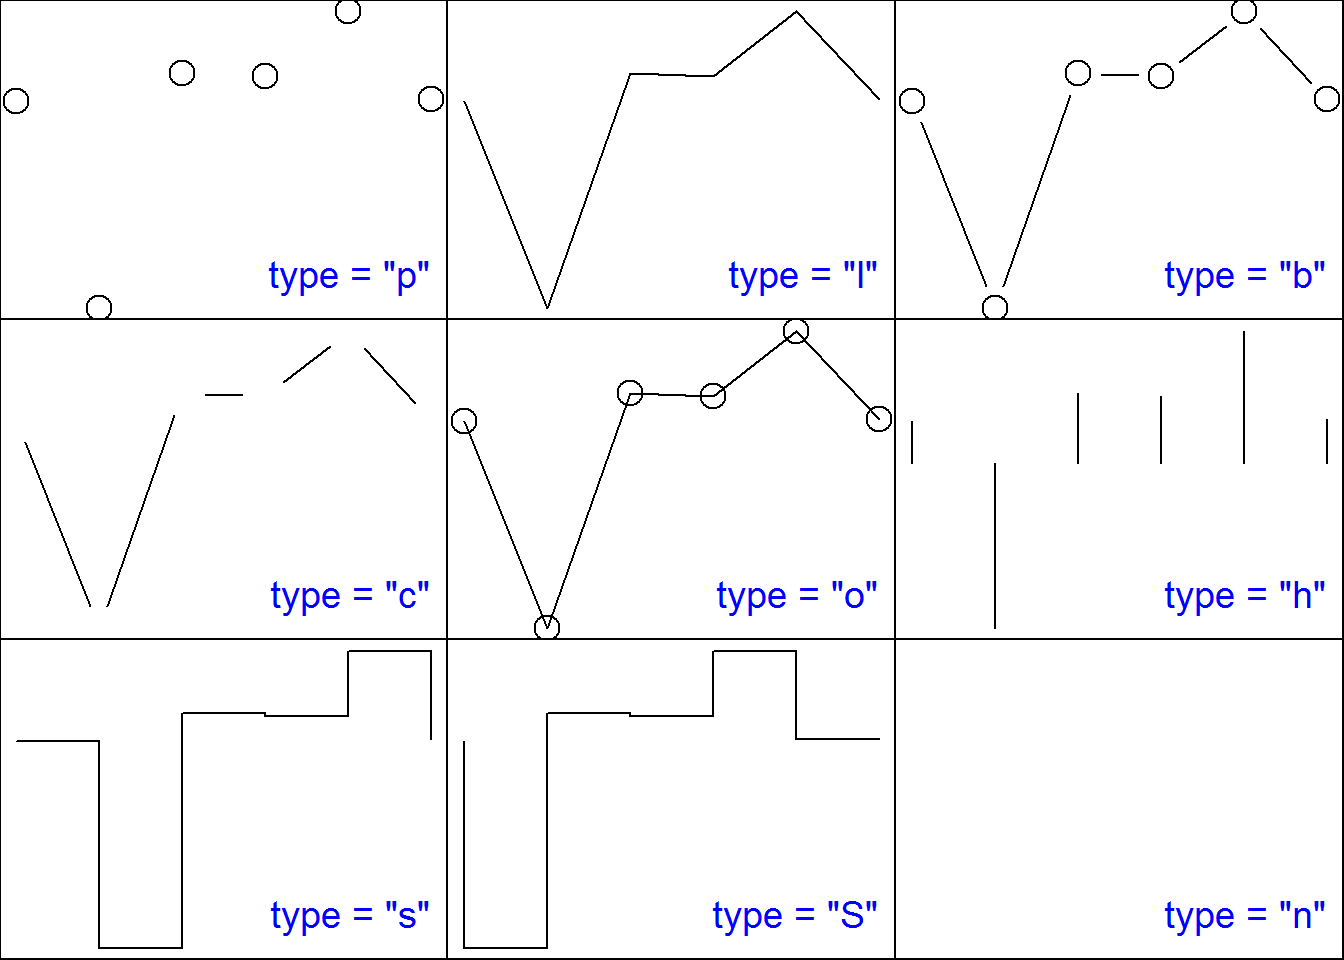 type = "p"
type = "l"
type = "b"
type = "c"
type = "o"
type = "h"
type = "s"
type = "S"
type = "n"